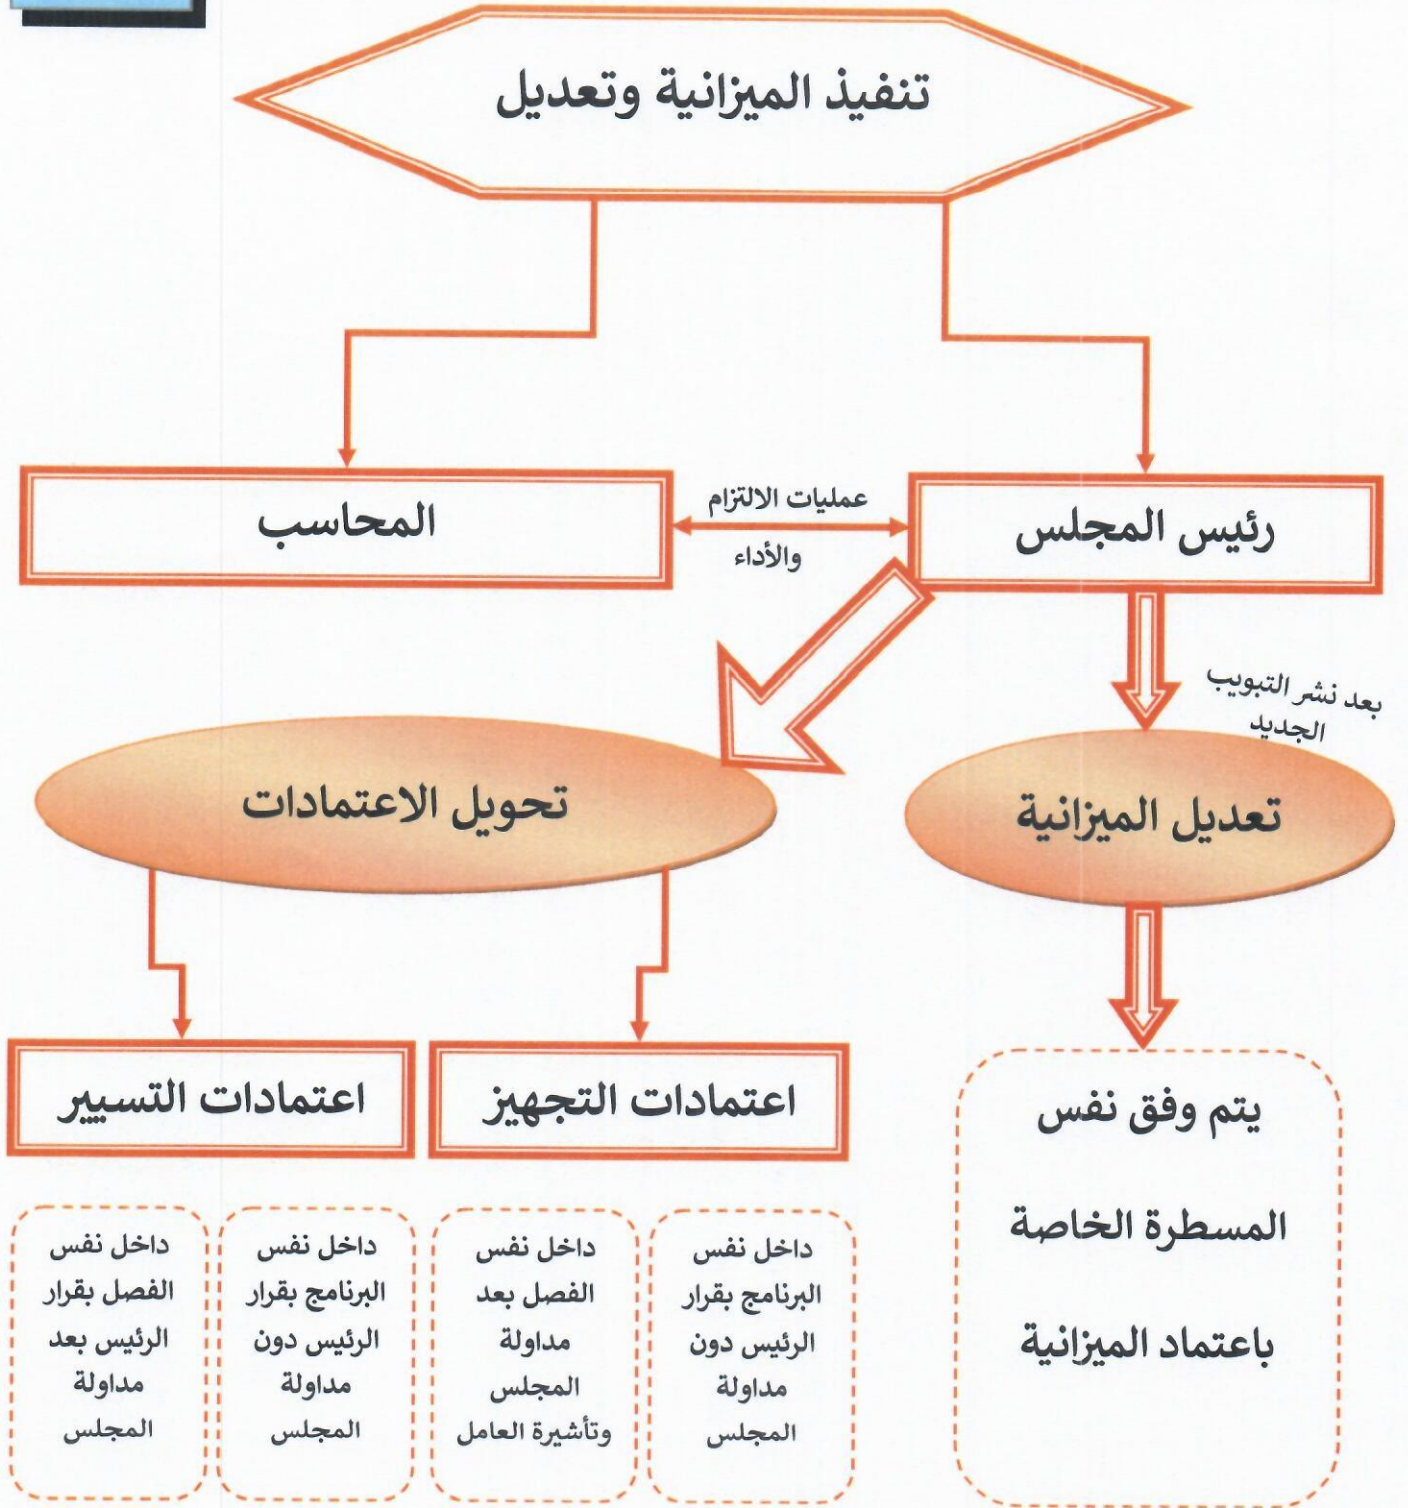 تنفيذ الميزانية وتعديل
رئيس المجلس
عمليات الالتزام
والأداء
المحاسب
بعد نشر التبويب
الجديد
تعديل الميزانية
تحويل الاعتمادات
يتم وفق نفس
المسطرة الخاصة
باعتماد الميزانية
اعتمادات التجهيز
اعتمادات التسيير
داخل نفس
البرنامج بقرار
الرئيس دون
مداولة
المجلس
داخل نفس
الفصل بعد
مداولة
المجلس
وتأشيرة العامل
داخل نفس
البرنامج بقرار
الرئيس دون
مداولة
المجلس
داخل نفس
الفصل بقرار
الرئيس بعد
مداولة
المجلس